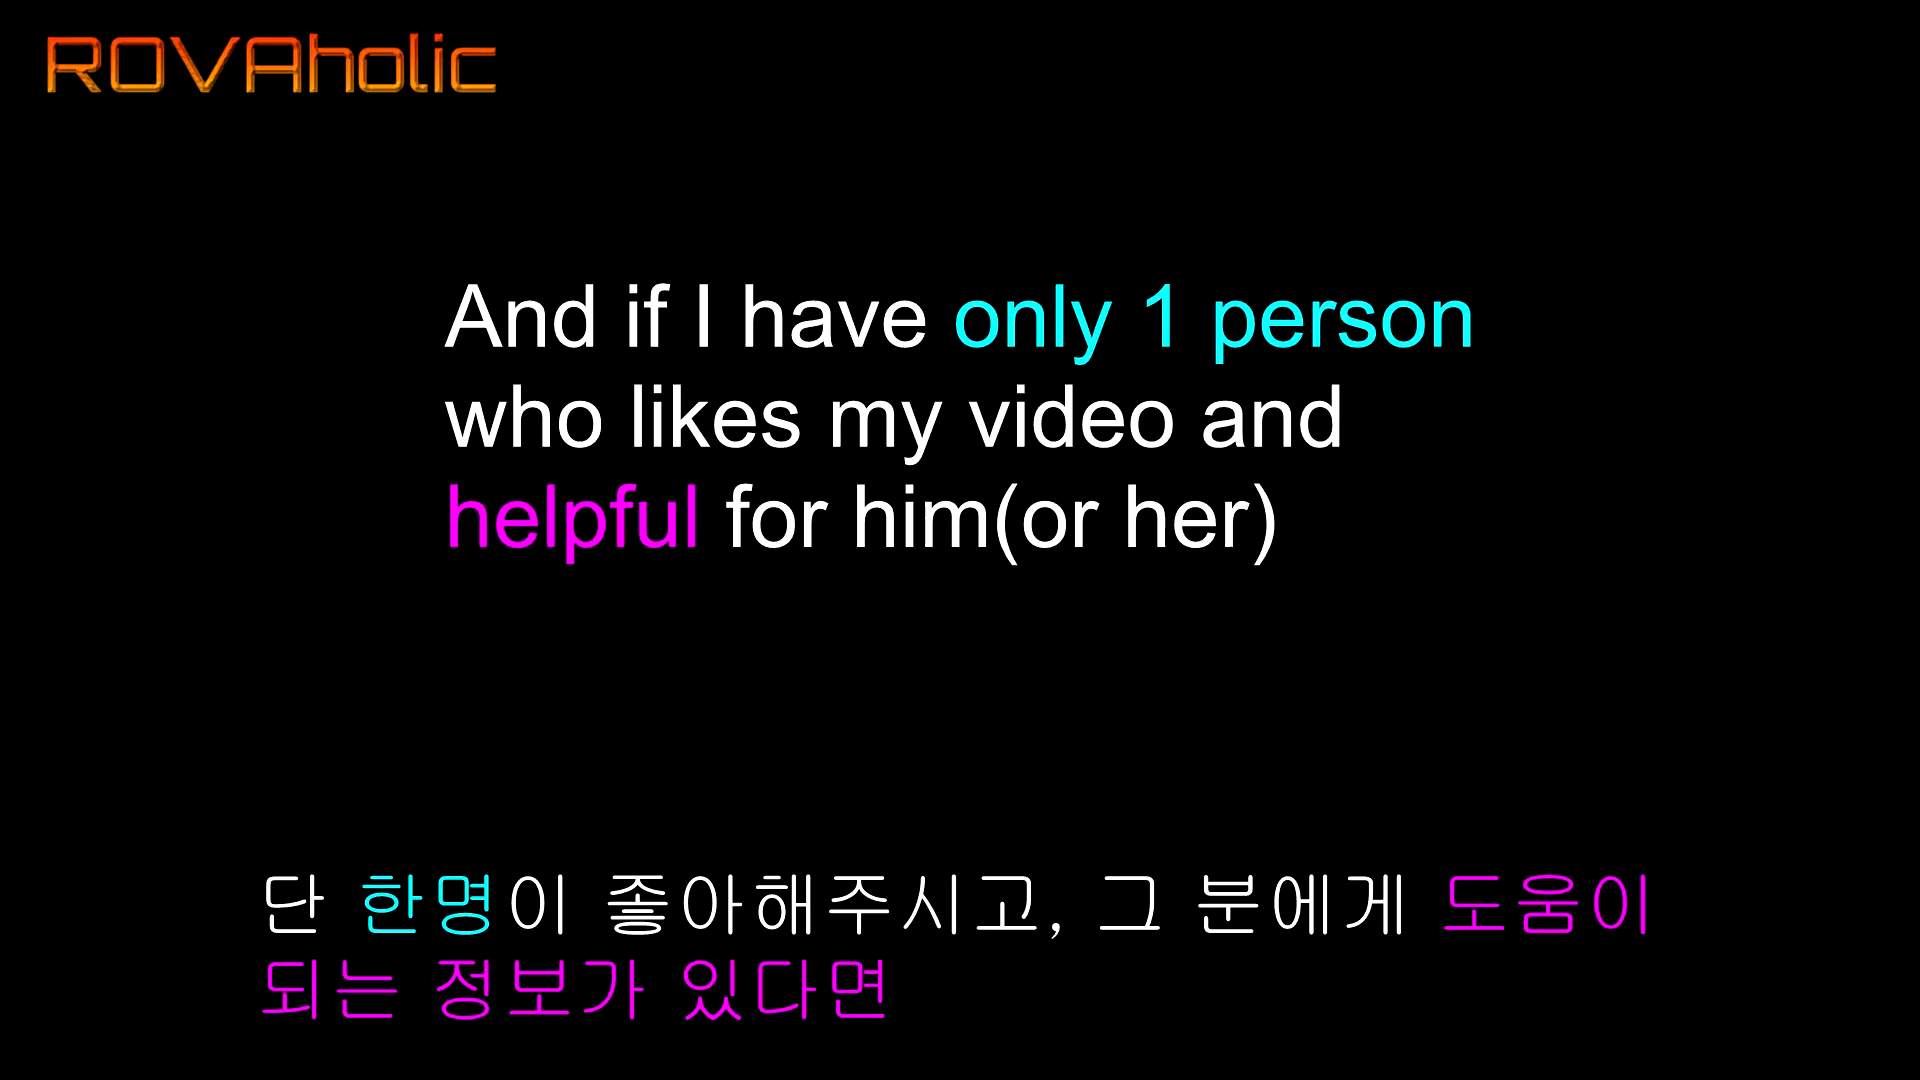 ROVAholic
And if I have only 1 person
who likes my video and
helpful for him(or her)
단 한명이 좋아해주시고, 그 분에게 도움이
되는 정보가 있다면